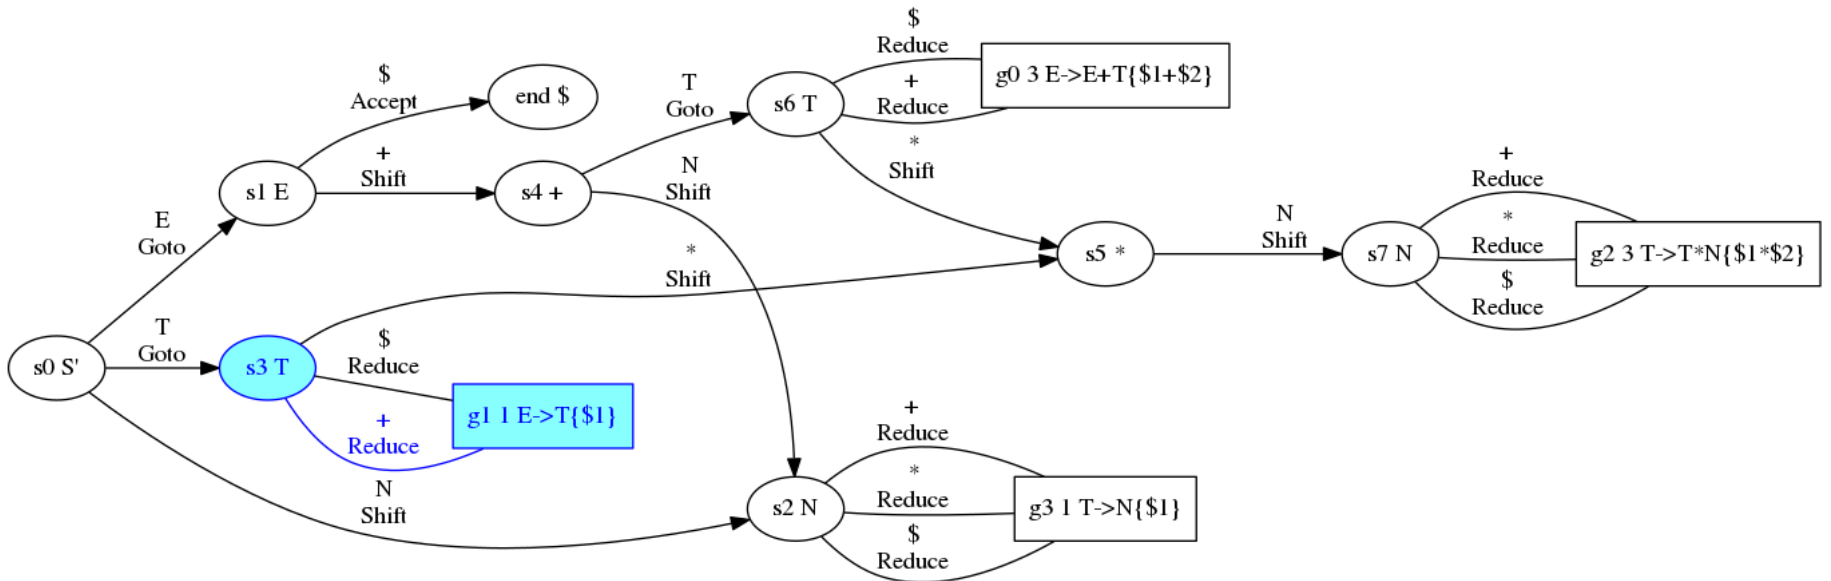 $
Reduce
g0 3 E->E+T{$1+$2}
+
Reduce
$
Accept
end $
T
Goto
s6 T
*
Shift
s1 E
+
Shift
s4 +
N
Shift
+
Reduce
E
Goto
*
Shift
s5 *
N
Shift
s7 N
*
Reduce
g2 3 T->T*N{$1*$2}
$
Reduce
s0 S'
T
Goto
s3 T
$
Reduce
g1 1 E->T{$1}
+
Reduce
N
Shift
+
Reduce
s2 N
*
Reduce
g3 1 T->N{$1}
$
Reduce